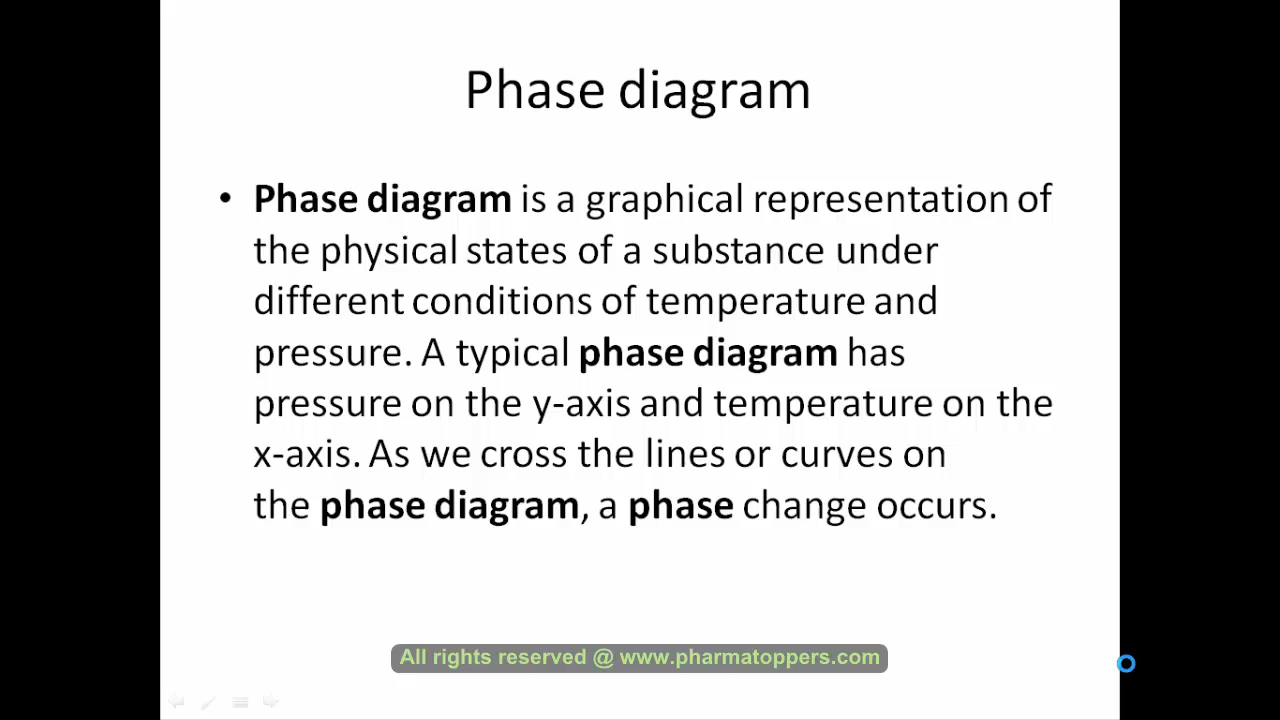 Phase diagram
• Phase diagram is a graphical representation of
the physical states of a substance under
different conditions of temperature and
pressure. A typical phase diagram has
pressure on the y-axis and temperature on the
x-axis. As we cross the lines or curves on
the phase diagram, a phase change occurs.
All rights reserved @ www.pharmatoppers.com